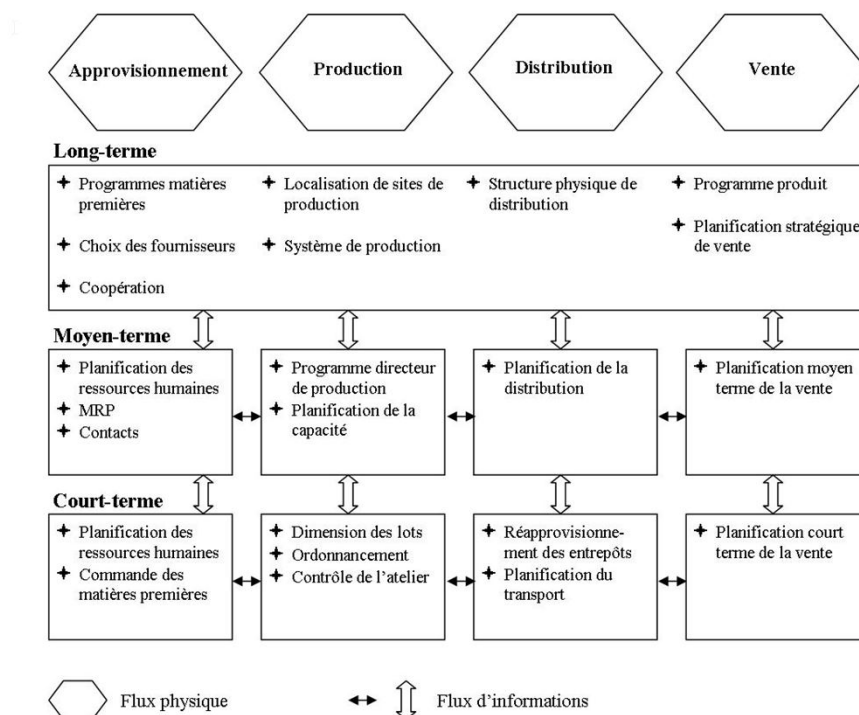 Approvisionnement
Production
Distribution
Vente
Long-terme
Programmes matières
premières
Choix des fournisseurs
Coopération
Localisation de sites de
production
Système de production
Structure physique de
distribution
Programme produit
Planification stratégique
de vente
Moyen-terme
Planification des
ressources humaines
MRP
Contacts
Programme directeur
de production
Planification de la
capacité
Planification de la
distribution
Planification moyen
terme de la vente
Court-terme
Planification des
ressources humaines
Commande des
matières premières
Dimension des lots
Ordonnancement
Contrôle de l'atelier
Réapprovisionne-
ment des entrepôts
Planification du
transport
Planification court
terme de la vente
Flux physique
Flux d'informations